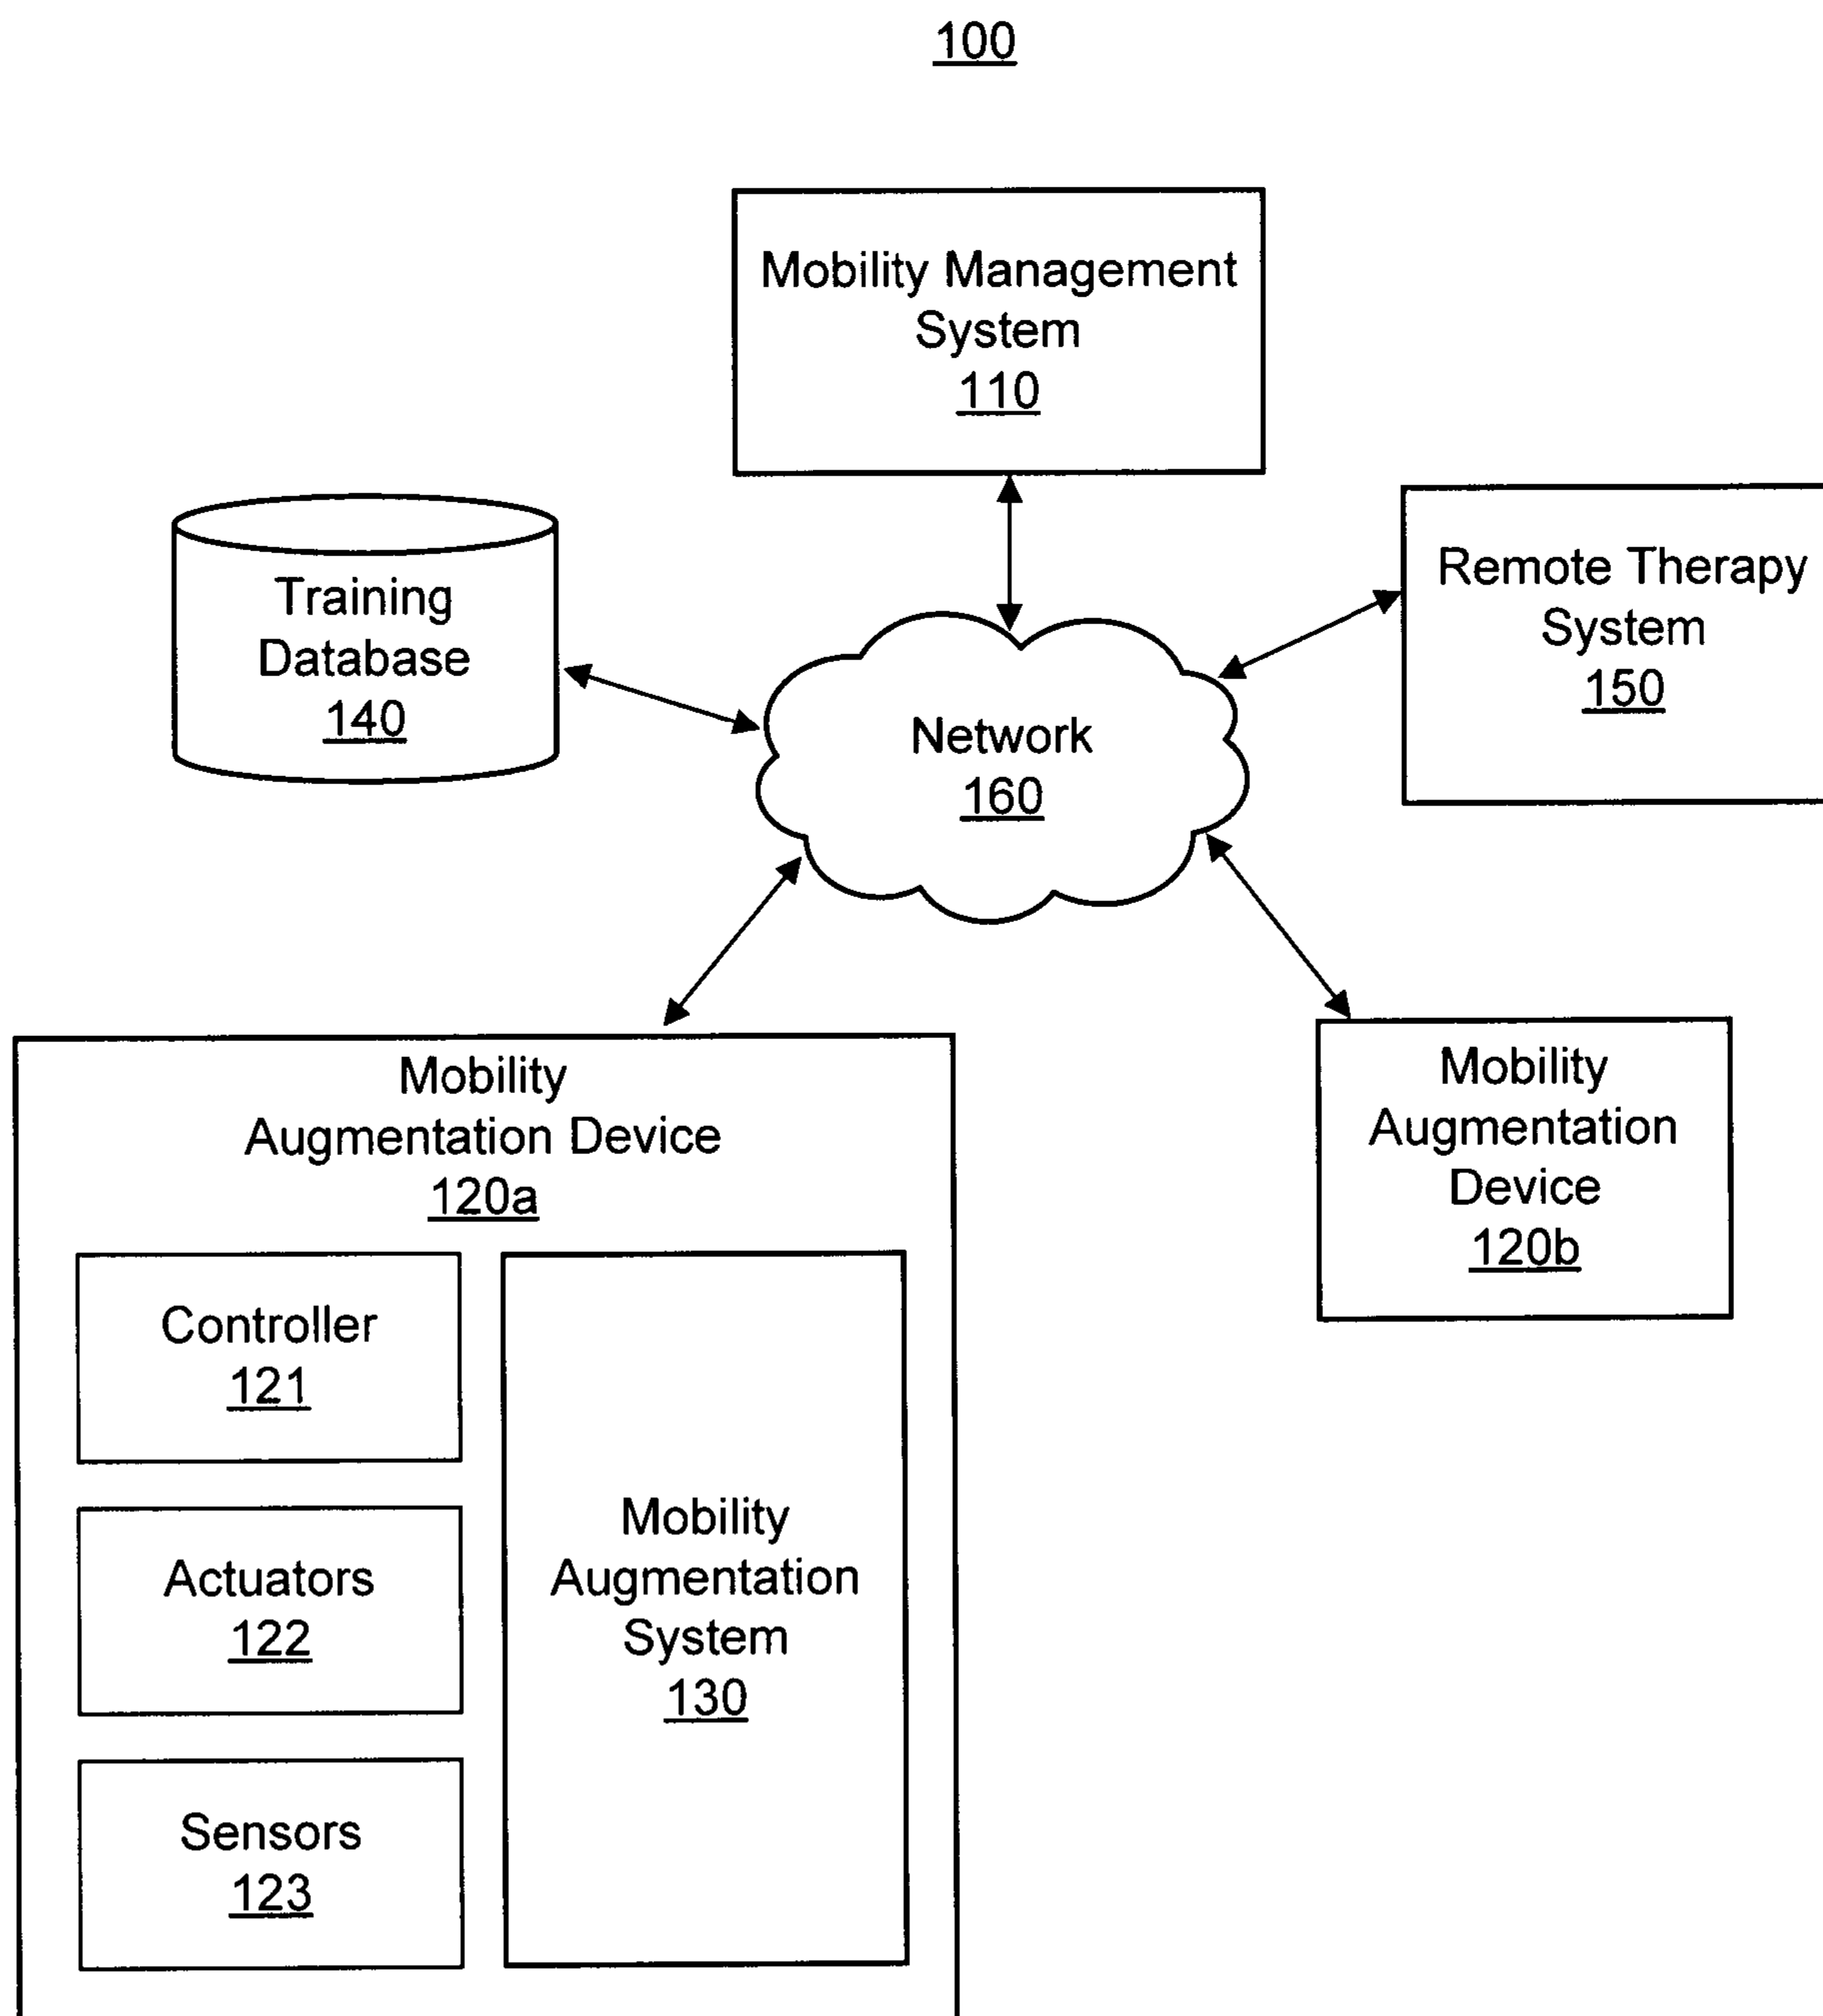 100
Mobility Management
System
110
Training
Database
140
Remote Therapy
System
150
Network
160
Mobility
Augmentation Device
120a
Controller
121
Actuators
122
Sensors
123
Mobility
Augmentation
System
130
Mobility
Augmentation
Device
120b